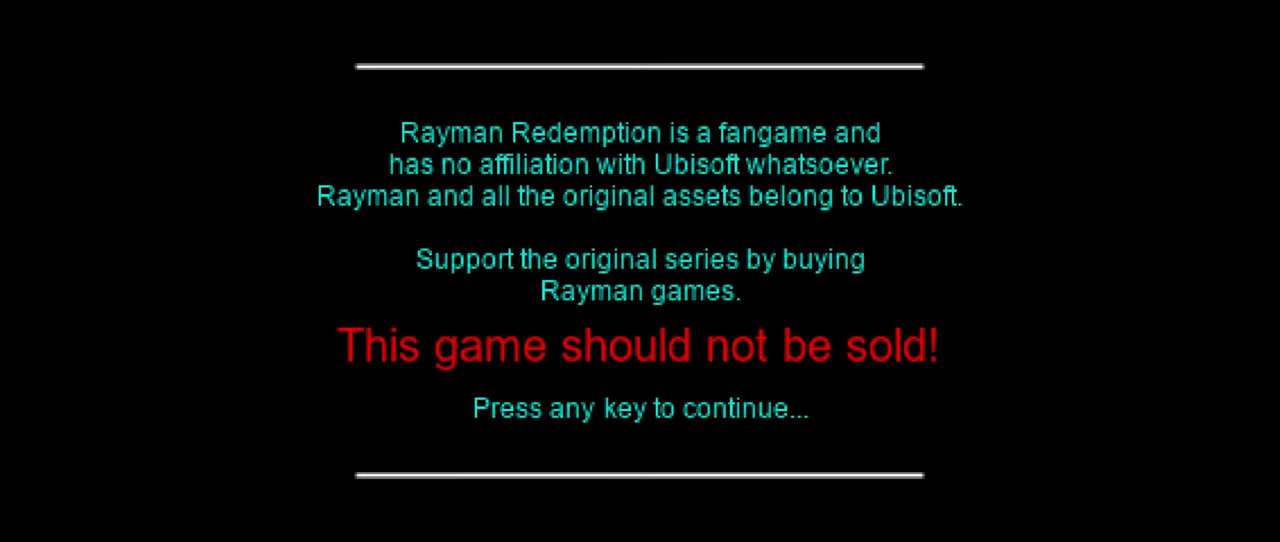 Rayman Redemption is a fangame and
has no affiliation with Ubisoft whatsoever.
Rayman and all the original assets belong to Ubisoft.
Support the original series by buying
Rayman games.
This game should not be sold!
Press any key to continue...